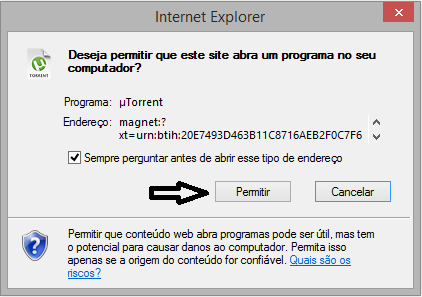 Internet Explorer
Deseja permitir que este site abra um programa no seu
computador?
TORRENT
Programa: µTorrent
Endereço: magnet:?
xt=urn:btih:20E7493D463B11C8716AEB2F0C7F6
Sempre perguntar antes de abrir esse tipo de endereço
Permitir Cancelar
Permitir que conteúdo web abra programas pode ser útil, mas tem
o potencial para causar danos ao computador. Permita isso
apenas se a origem do conteúdo for confiável. Quais são os
riscos?